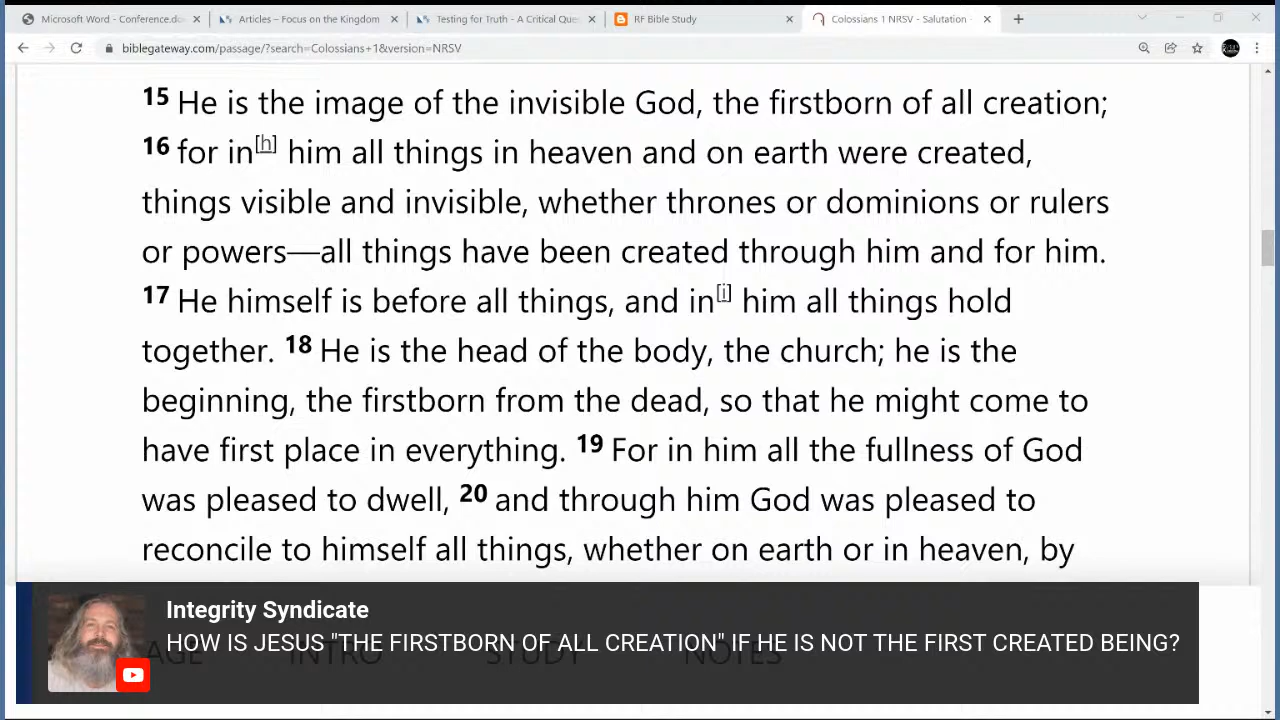 Microsoft Word - Conference.do
Articles – Focus on the Kingdom
Testing for Truth - A Critical Que
RF Bible Study
Colossians 1 NRSV - Salutation -
biblegateway.com/passage/?search=Colossians+1&version=NRSV
15 He is the image of the invisible God, the firstborn of all creation;
16 for in[h] him all things in heaven and on earth were created,
things visible and invisible, whether thrones or dominions or rulers
or powers—all things have been created through him and for him.
17 He himself is before all things, and in[i] him all things hold
together. 18 He is the head of the body, the church; he is the
beginning, the firstborn from the dead, so that he might come to
have first place in everything. 19 For in him all the fullness of God
was pleased to dwell, 20 and through him God was pleased to
reconcile to himself all things, whether on earth or in heaven, by
Integrity Syndicate
HOW IS JESUS "THE FIRSTBORN OF ALL CREATION" IF HE IS NOT THE FIRST CREATED BEING?
AGE INTRO STUDY NOTES